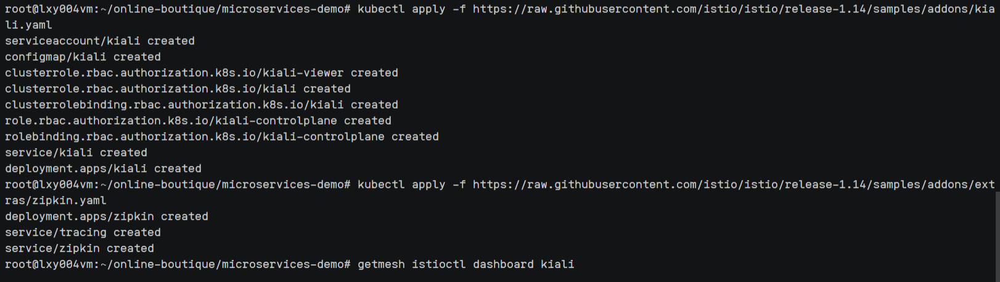 root@lxy004vm:~/online-boutique/microservices-demo# kubectl apply -f https://raw.githubusercontent.com/istio/istio/release-1.14/samples/addons/kia
li.yaml
serviceaccount/kiali created
configmap/kiali created
clusterrole.rbac.authorization.k8s.io/kiali-viewer created
clusterrole.rbac.authorization.k8s.io/kiali created
clusterrolebinding.rbac.authorization.k8s.io/kiali created
role.rbac.authorization.k8s.io/kiali-controlplane created
rolebinding.rbac.authorization.k8s.io/kiali-controlplane created
service/kiali created
deployment.apps/kiali created
root@lxy004vm:~/online-boutique/microservices-demo# kubectl apply -f https://raw.githubusercontent.com/istio/istio/release-1.14/samples/addons/ext
ras/zipkin.yaml
deployment.apps/zipkin created
service/tracing created
service/zipkin created
root@lxy004vm:~/online-boutique/microservices-demo# getmesh istioctl dashboard kiali